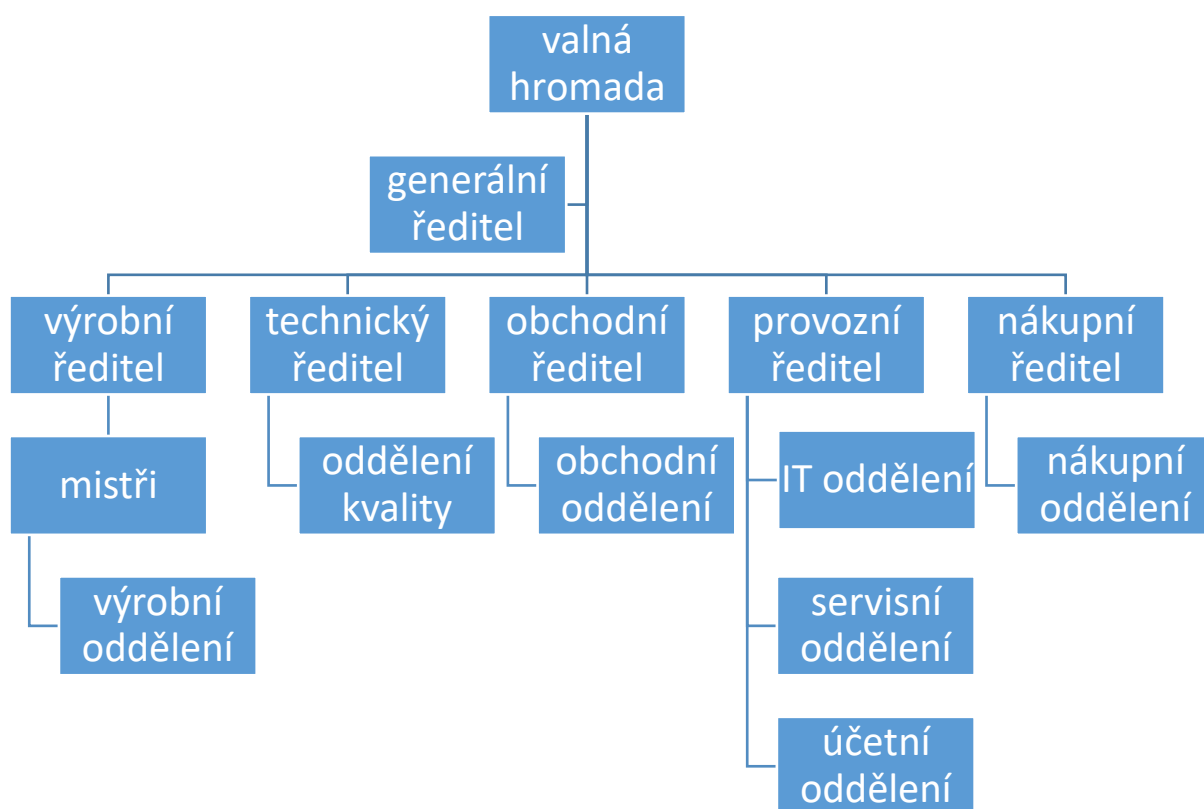 valná
hromada
generální
ředitel
výrobní
ředitel
technický
ředitel
obchodní
ředitel
provozní
ředitel
nákupní
ředitel
mistři
oddělení
kvality
obchodní
oddělení
IT oddělení
nákupní
oddělení
výrobní
oddělení
servisní
oddělení
účetní
oddělení